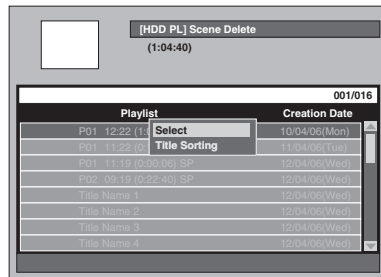 [HDD PL] Scene Delete
(1:04:40)
001/016
Playlist Creation Date
P01 12:22 (1:0 10/04/06(Mon)
Select
P01 11:22 (0: 11/04/06(Tue)
Title Sorting
P01 11:19 (0:00:06) SP 12/04/06(Wed)
P02 09:19 (0:22:40) SP 12/04/06(Wed)
Title Name 1 12/04/06(Wed)
Title Name 2 12/04/06(Wed)
Title Name 3 12/04/06(Wed)
Title Name 4 12/04/06(Wed)